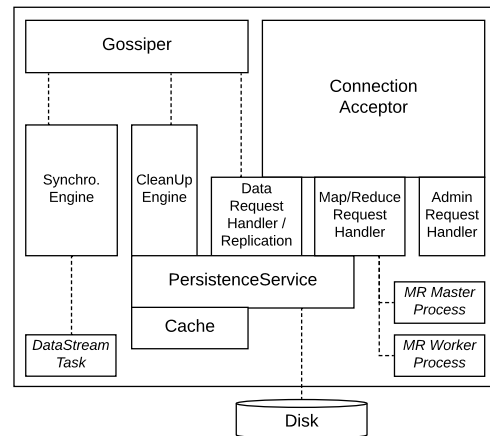 Gossiper
Connection
Acceptor
Synchro.
Engine
CleanUp
Engine
Data
Request
Handler /
Replication
Map/Reduce
Request
Handler
Admin
Request
Handler
PersistenceService
MR Master
Process
Cache
DataStream
Task
MR Worker
Process
Disk